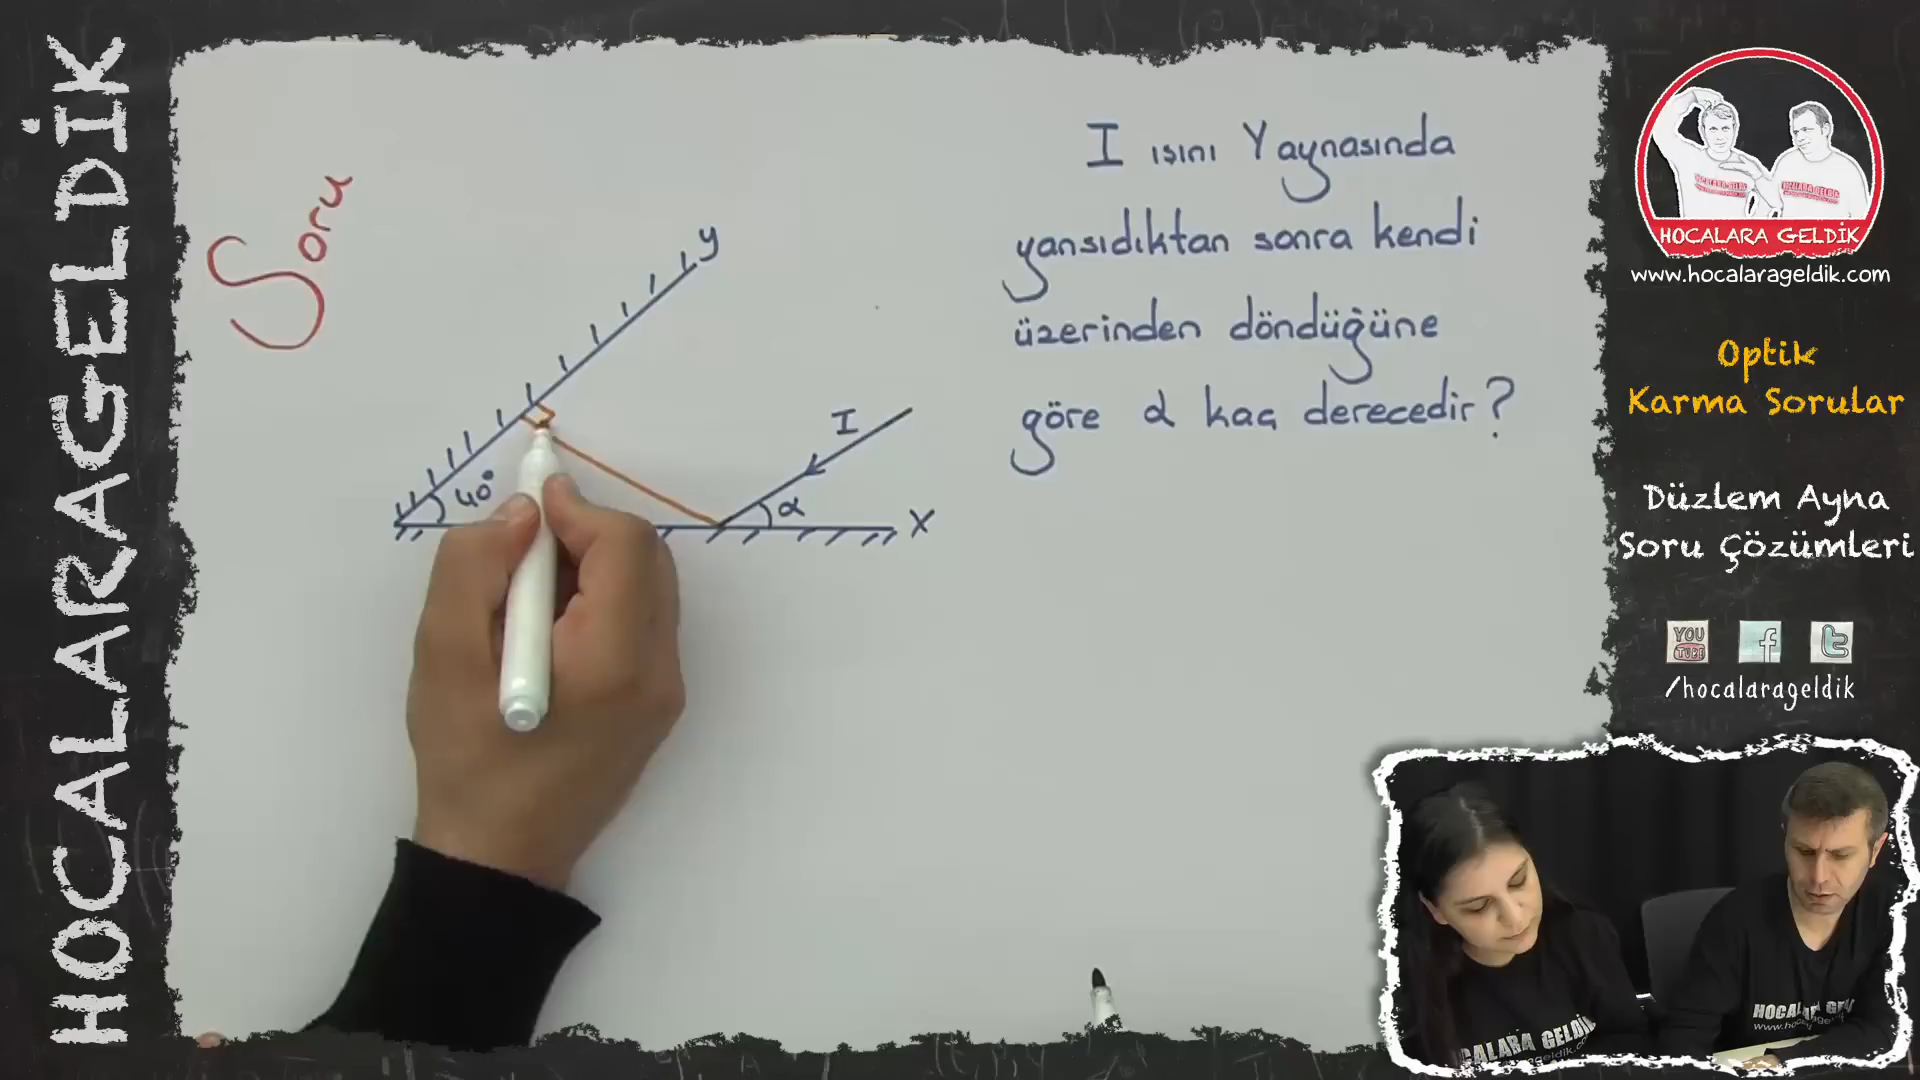 HOCALARAGELDİK
Soru
y
40°
I
α
X
I ışını Y aynasında
yansıdıktan sonra kendi
üzerinden döndüğüne
göre α kaç derecedir?
HOCALARA GELDİK
www.hocalarageldik.com
Optik
Karma Sorular
Düzlem Ayna
Soru Çözümleri
YOU
TUBE
f
t
/hocalarageldik